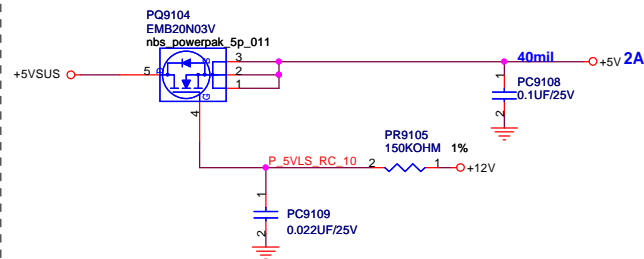 PQ9104
EMB20N03V
nbs_powerpak_5p_011
+5VSUS
5
D
S
G
3
2
1
4
40mil
+5V 2A
1
PC9108
0.1UF/25V
2
PR9105
150KOHM 1%
P_5VLS_RC_10
2
1
+12V
1
PC9109
0.022UF/25V
2